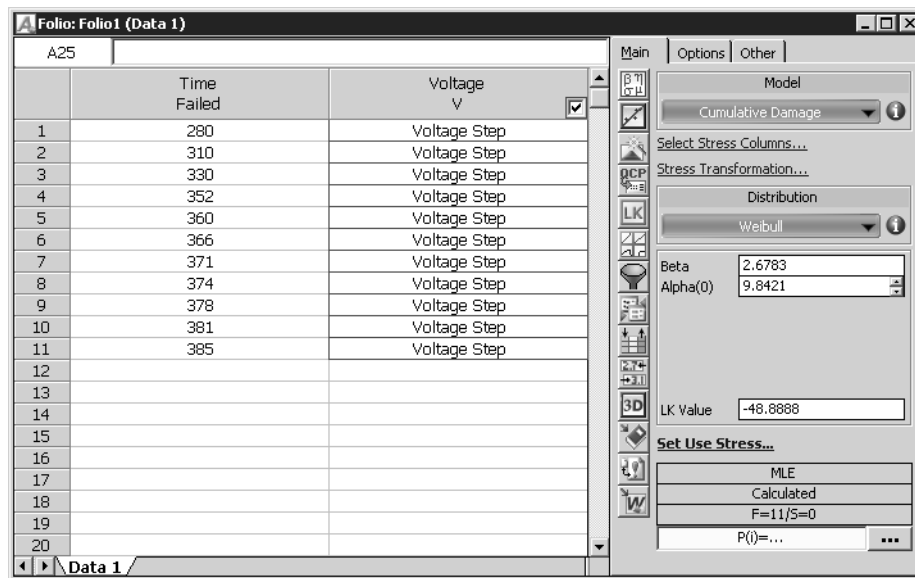 Folio: Folio1 (Data 1)
A25
Time Failed
Voltage V
1 280 Voltage Step
2 310 Voltage Step
3 330 Voltage Step
4 352 Voltage Step
5 360 Voltage Step
6 366 Voltage Step
7 371 Voltage Step
8 374 Voltage Step
9 378 Voltage Step
10 381 Voltage Step
11 385 Voltage Step
12
13
14
15
16
17
18
19
20
Data 1
Main Options Other
β η
σ μ
QCP
LK
3D
W
Model
Cumulative Damage
Select Stress Columns...
Stress Transformation...
Distribution
Weibull
Beta 2.6783
Alpha(0) 9.8421
LK Value -48.8888
Set Use Stress...
MLE
Calculated
F=11/S=0
P(i)=... ...